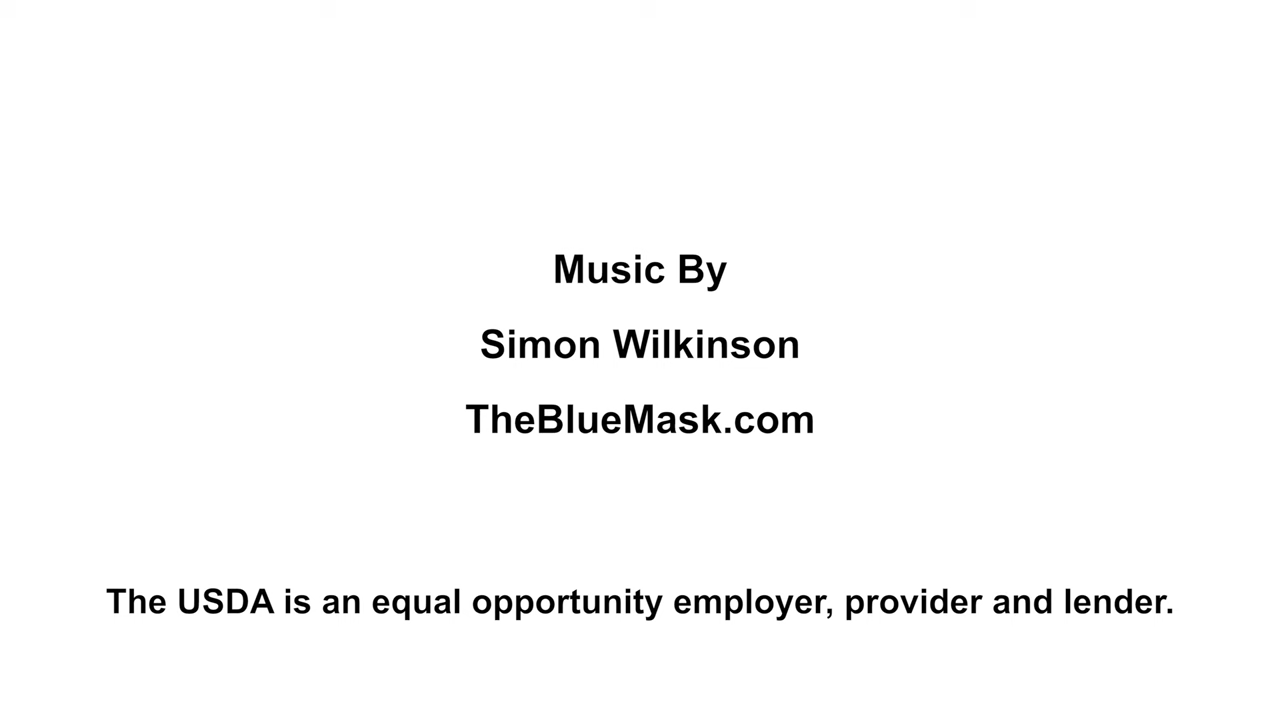 Music By
Simon Wilkinson
TheBlueMask.com
The USDA is an equal opportunity employer, provider and lender.